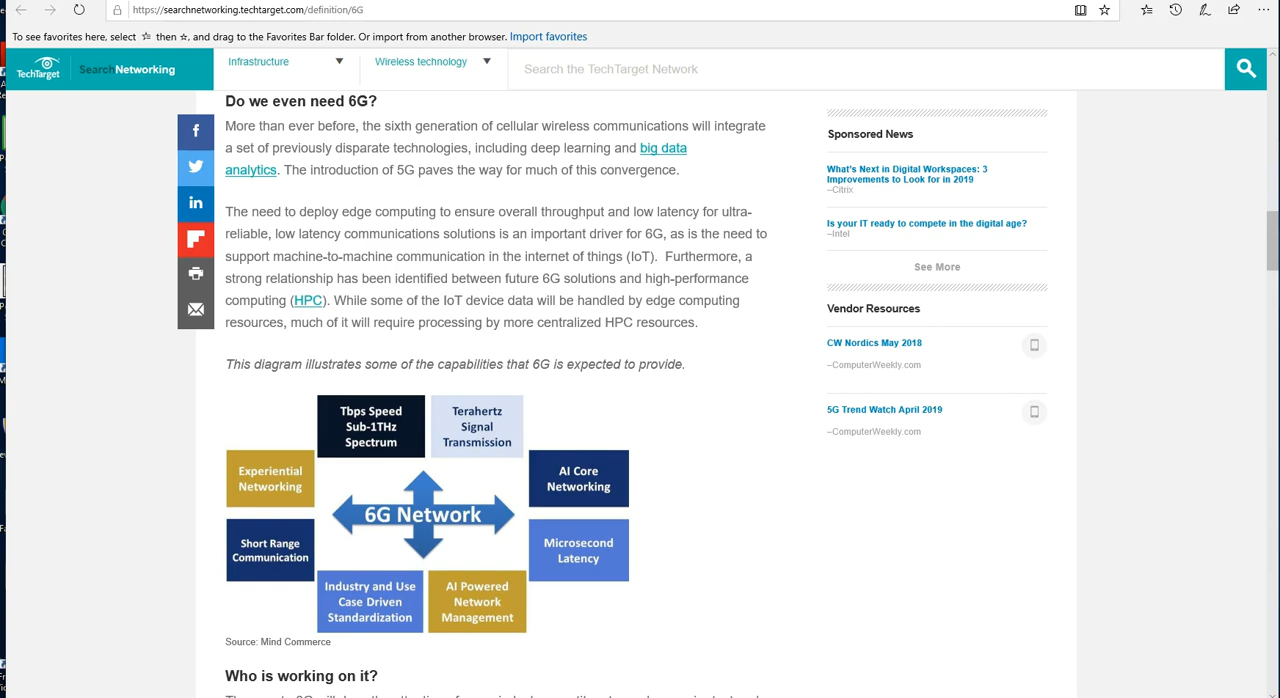 https://searchnetworking.techtarget.com/definition/6G
To see favorites here, select ☆ then ☆, and drag to the Favorites Bar folder. Or import from another browser. Import favorites
TechTarget
SearchNetworking
Infrastructure
Wireless technology
Search the TechTarget Network
Do we even need 6G?
More than ever before, the sixth generation of cellular wireless communications will integrate
a set of previously disparate technologies, including deep learning and big data
analytics. The introduction of 5G paves the way for much of this convergence.
The need to deploy edge computing to ensure overall throughput and low latency for ultra-
reliable, low latency communications solutions is an important driver for 6G, as is the need to
support machine-to-machine communication in the internet of things (IoT). Furthermore, a
strong relationship has been identified between future 6G solutions and high-performance
computing (HPC). While some of the IoT device data will be handled by edge computing
resources, much of it will require processing by more centralized HPC resources.
This diagram illustrates some of the capabilities that 6G is expected to provide.
Tbps Speed
Sub-1THz
Spectrum
Terahertz
Signal
Transmission
Experiential
Networking
AI Core
Networking
6G Network
Short Range
Communication
Microsecond
Latency
Industry and Use
Case Driven
Standardization
AI Powered
Network
Management
Source: Mind Commerce
Who is working on it?
Sponsored News
What's Next in Digital Workspaces: 3
Improvements to Look for in 2019
–Citrix
Is your IT ready to compete in the digital age?
–Intel
See More
Vendor Resources
CW Nordics May 2018
–ComputerWeekly.com
5G Trend Watch April 2019
–ComputerWeekly.com